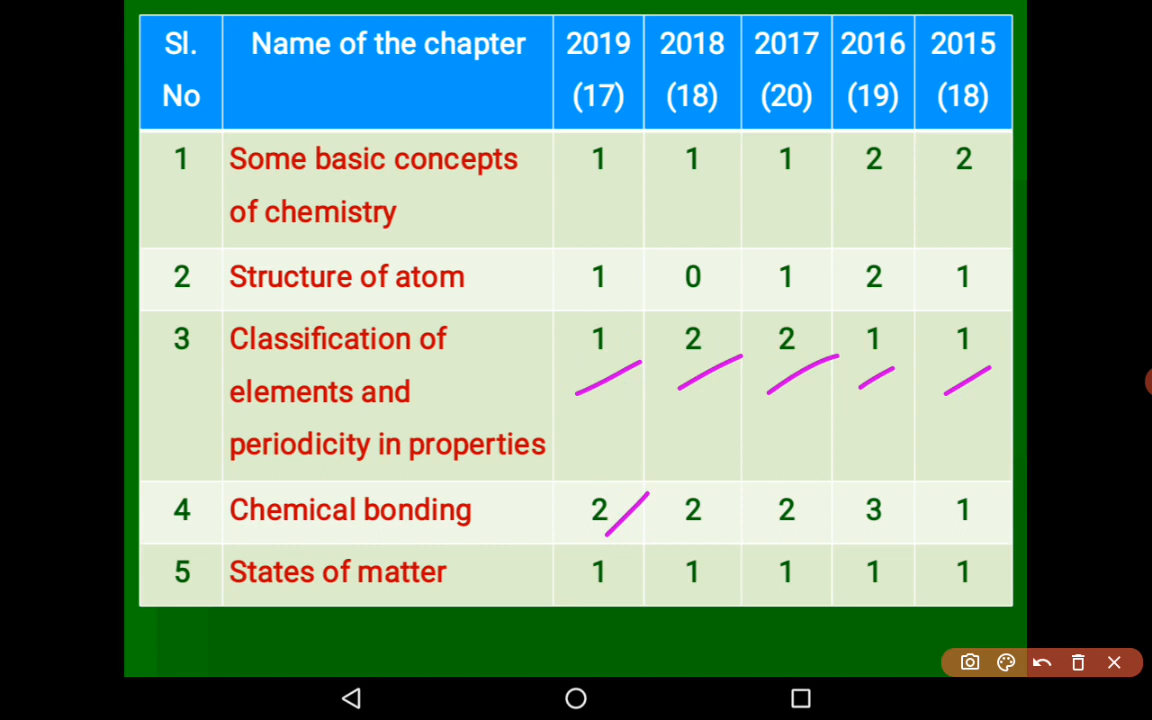 Sl. No Name of the chapter 2019 (17) 2018 (18) 2017 (20) 2016 (19) 2015 (18)
1 Some basic concepts of chemistry 1 1 1 2 2
2 Structure of atom 1 0 1 2 1
3 Classification of elements and periodicity in properties 1 2 2 1 1
4 Chemical bonding 2 2 2 3 1
5 States of matter 1 1 1 1 1